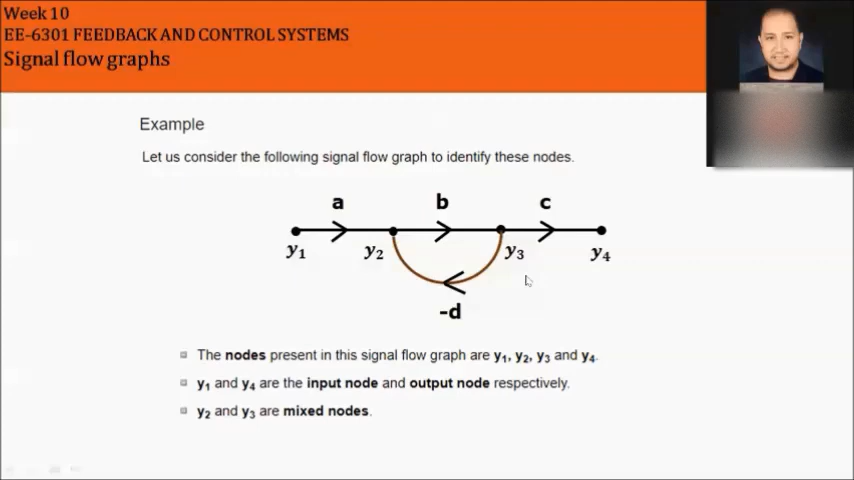 Week 10
EE-6301 FEEDBACK AND CONTROL SYSTEMS
Signal flow graphs
Example
Let us consider the following signal flow graph to identify these nodes.
a b c
y₁ y₂ y₃ y₄
-d
The nodes present in this signal flow graph are y₁, y₂, y₃ and y₄.
y₁ and y₄ are the input node and output node respectively.
y₂ and y₃ are mixed nodes.